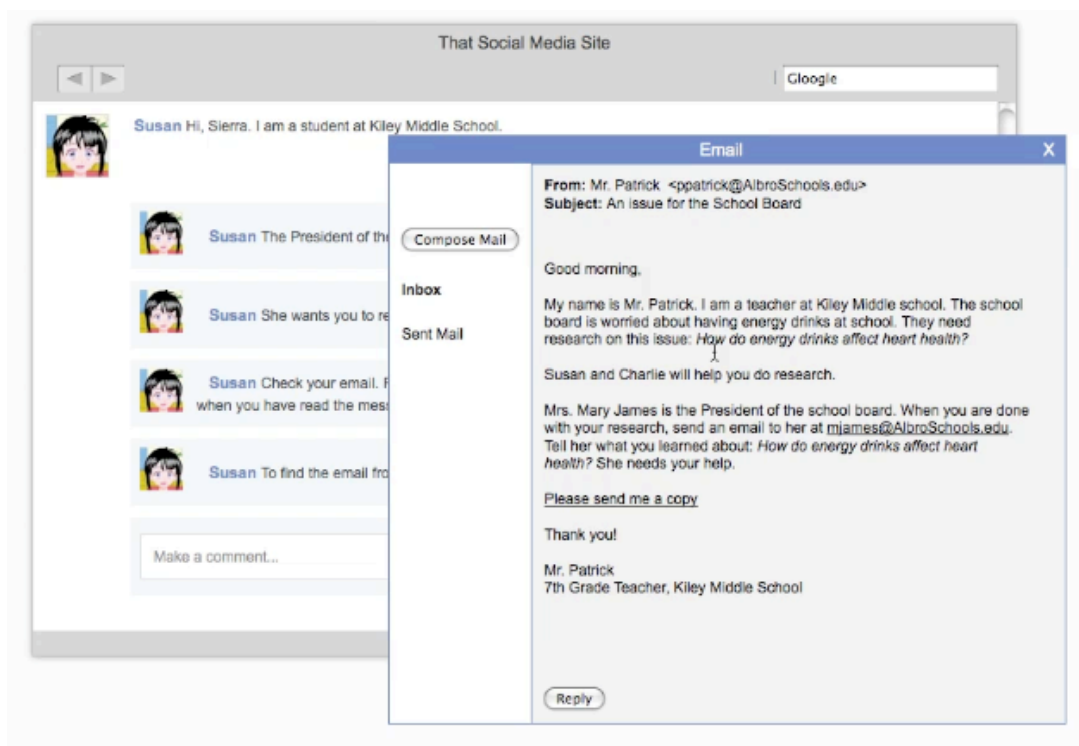 That Social Media Site
Gloogle
Susan Hi, Sierra. I am a student at Kiley Middle School.
Susan The President of the
Susan She wants you to re
Susan Check your email. F
when you have read the mess
Susan To find the email fro
Make a comment...
Email
X
Compose Mail
Inbox
Sent Mail
From: Mr. Patrick <ppatrick@AlbroSchools.edu>
Subject: An issue for the School Board
Good morning,
My name is Mr. Patrick. I am a teacher at Kiley Middle school. The school
board is worried about having energy drinks at school. They need
research on this issue: How do energy drinks affect heart health?
Susan and Charlie will help you do research.
Mrs. Mary James is the President of the school board. When you are done
with your research, send an email to her at mjames@AlbroSchools.edu.
Tell her what you learned about: How do energy drinks affect heart
health? She needs your help.
Please send me a copy
Thank you!
Mr. Patrick
7th Grade Teacher, Kiley Middle School
Reply